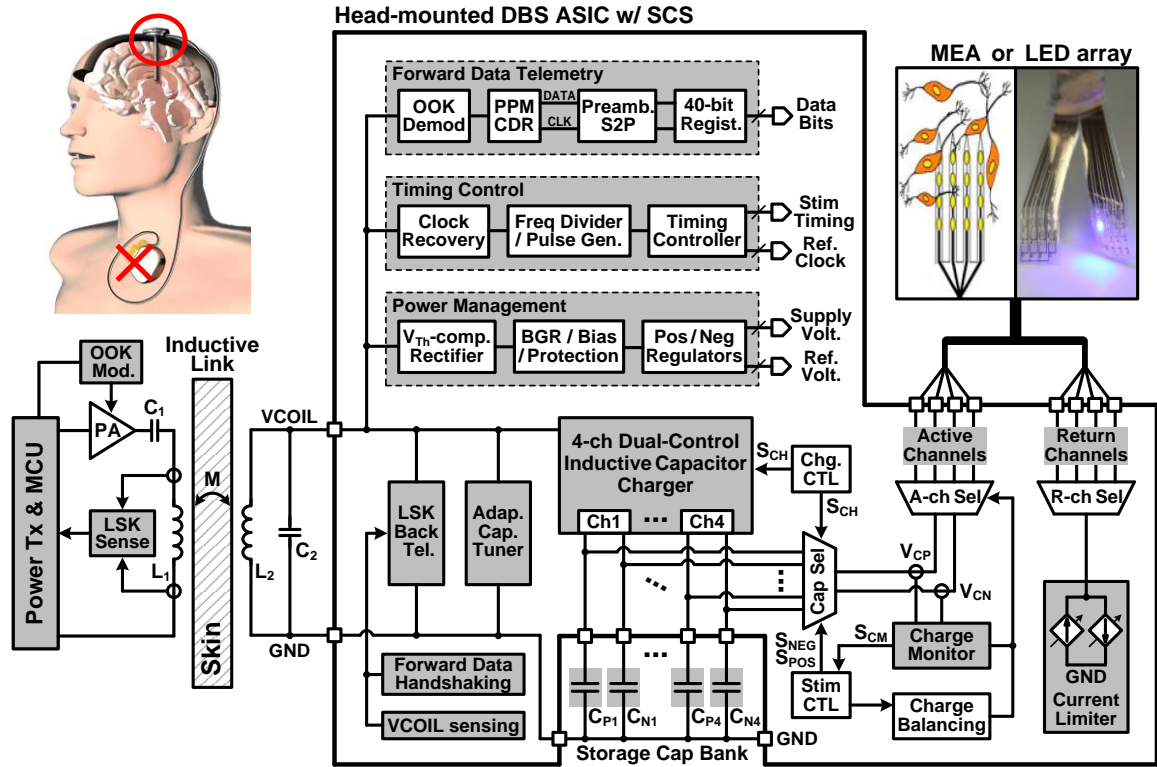 Head-mounted DBS ASIC w/ SCS
MEA or LED array
Forward Data Telemetry
OOK
Demod
PPM
CDR
DATA
CLK
Preamb.
S2P
40-bit
Regist.
Data
Bits
Timing Control
Clock
Recovery
Freq Divider
/ Pulse Gen.
Timing
Controller
Stim
Timing
Ref.
Clock
Power Management
VTh-comp.
Rectifier
BGR / Bias
/Protection
Pos/Neg
Regulators
Supply
Volt.
Ref.
Volt.
OOK
Mod.
Inductive
Link
C1
PA
Power Tx & MCU
LSK
Sense
L1
M
Skin
L2
C2
VCOIL
GND
LSK
Back
Tel.
Adap.
Cap.
Tuner
4-ch Dual-Control
Inductive Capacitor
Charger
Ch1
...
Ch4
SCH
Chg.
CTL
SCH
Cap Sel
Active
Channels
Return
Channels
A-ch Sel
R-ch Sel
VCP
VCN
SCM
Charge
Monitor
SNEG
SPOS
Stim
CTL
Charge
Balancing
GND
Current
Limiter
Forward Data
Handshaking
VCOIL sensing
...
CP1
CN1
CP4
CN4
Storage Cap Bank
GND